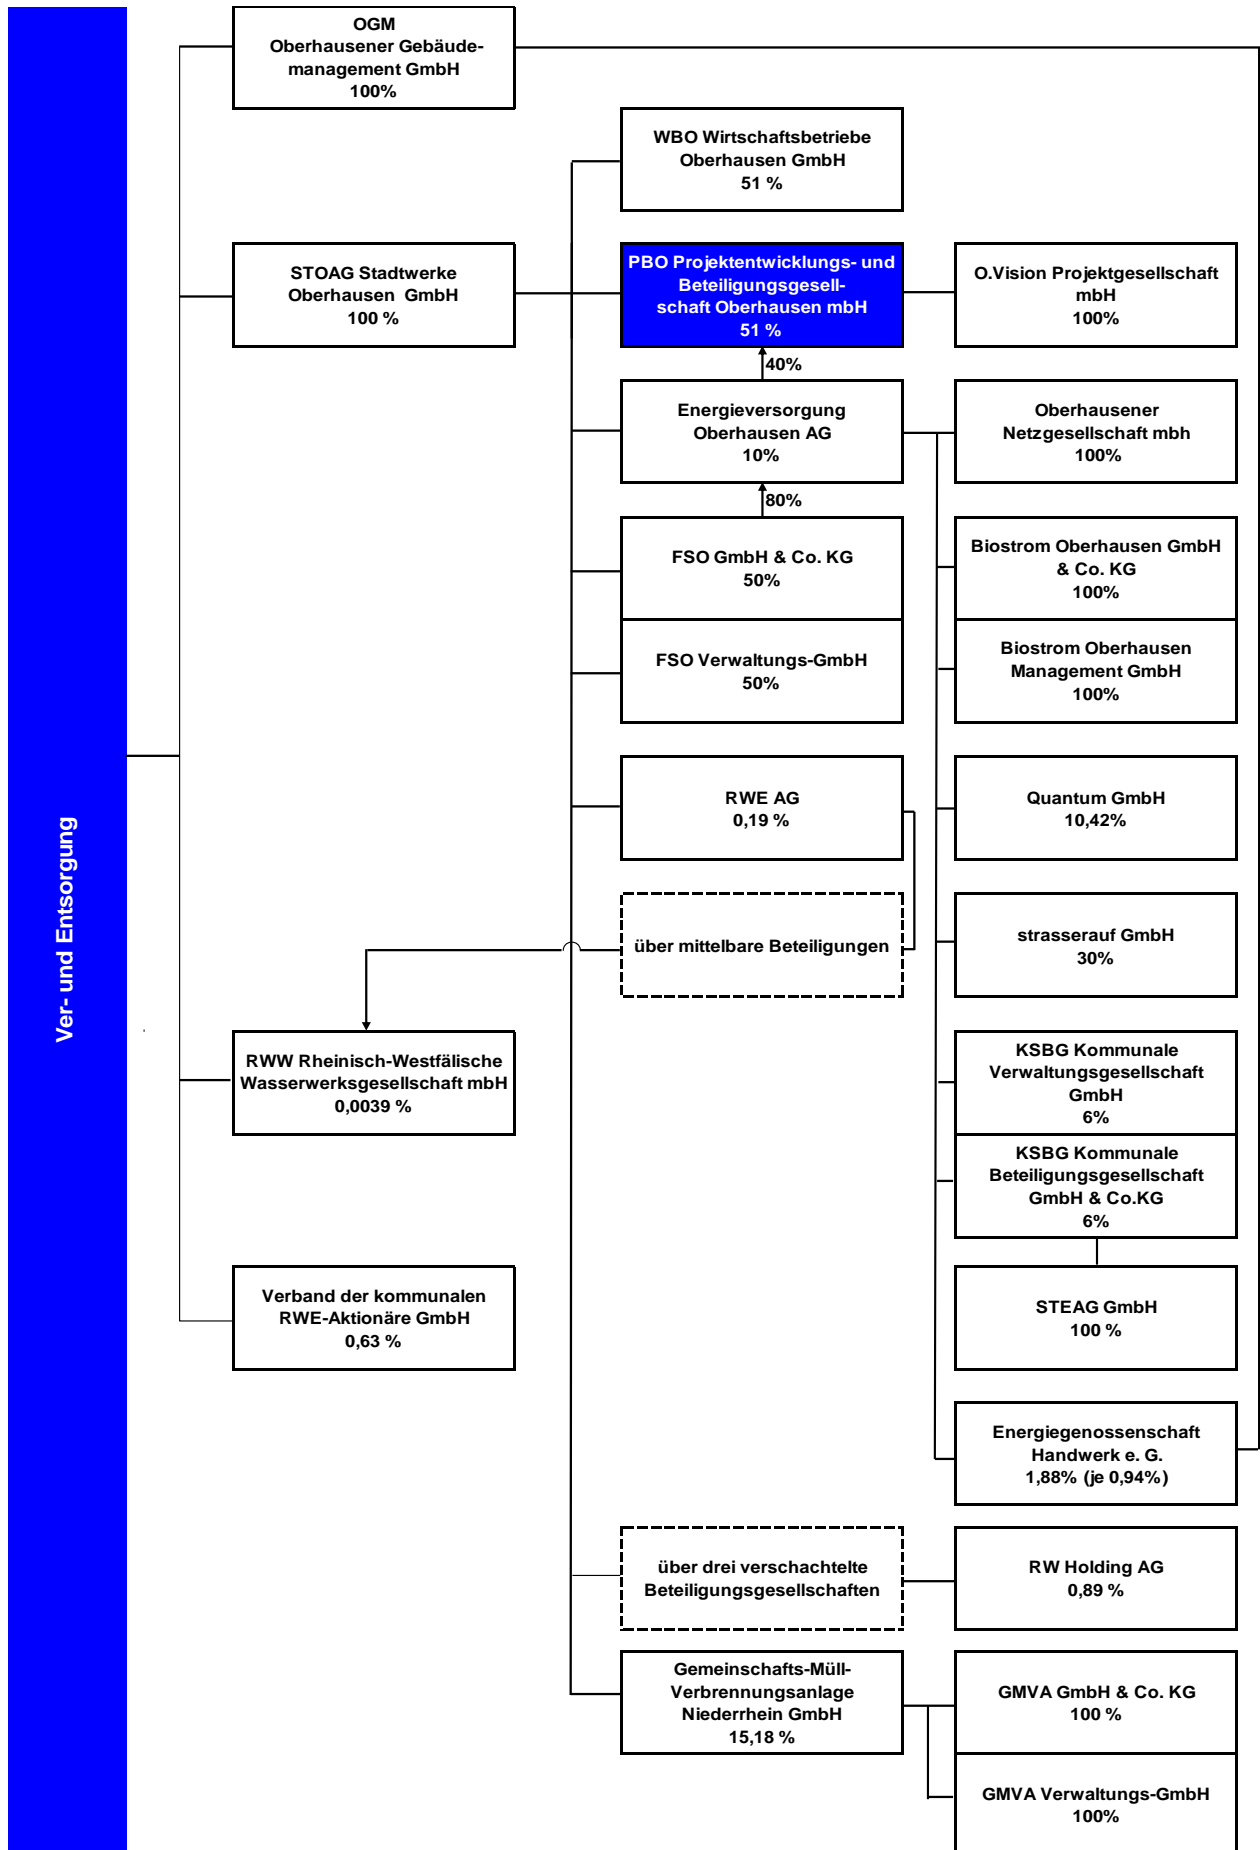 Ver- und Entsorgung
OGM
Oberhausener Gebäude-
management GmbH
100%
STOAG Stadtwerke
Oberhausen GmbH
100 %
RWW Rheinisch-Westfälische
Wasserwerksgesellschaft mbH
0,0039 %
Verband der kommunalen
RWE-Aktionäre GmbH
0,63 %
WBO Wirtschaftsbetriebe
Oberhausen GmbH
51 %
PBO Projektentwicklungs- und
Beteiligungsgesell-
schaft Oberhausen mbH
51 %
40%
Energieversorgung
Oberhausen AG
10%
80%
FSO GmbH & Co. KG
50%
FSO Verwaltungs-GmbH
50%
RWE AG
0,19 %
über mittelbare Beteiligungen
über drei verschachtelte
Beteiligungsgesellschaften
Gemeinschafts-Müll-
Verbrennungsanlage
Niederrhein GmbH
15,18 %
O.Vision Projektgesellschaft
mbH
100%
Oberhausener
Netzgesellschaft mbh
100%
Biostrom Oberhausen GmbH
& Co. KG
100%
Biostrom Oberhausen
Management GmbH
100%
Quantum GmbH
10,42%
strasserauf GmbH
30%
KSBG Kommunale
Verwaltungsgesellschaft
GmbH
6%
KSBG Kommunale
Beteiligungsgesellschaft
GmbH & Co.KG
6%
STEAG GmbH
100 %
Energiegenossenschaft
Handwerk e. G.
1,88% (je 0,94%)
RW Holding AG
0,89 %
GMVA GmbH & Co. KG
100 %
GMVA Verwaltungs-GmbH
100%